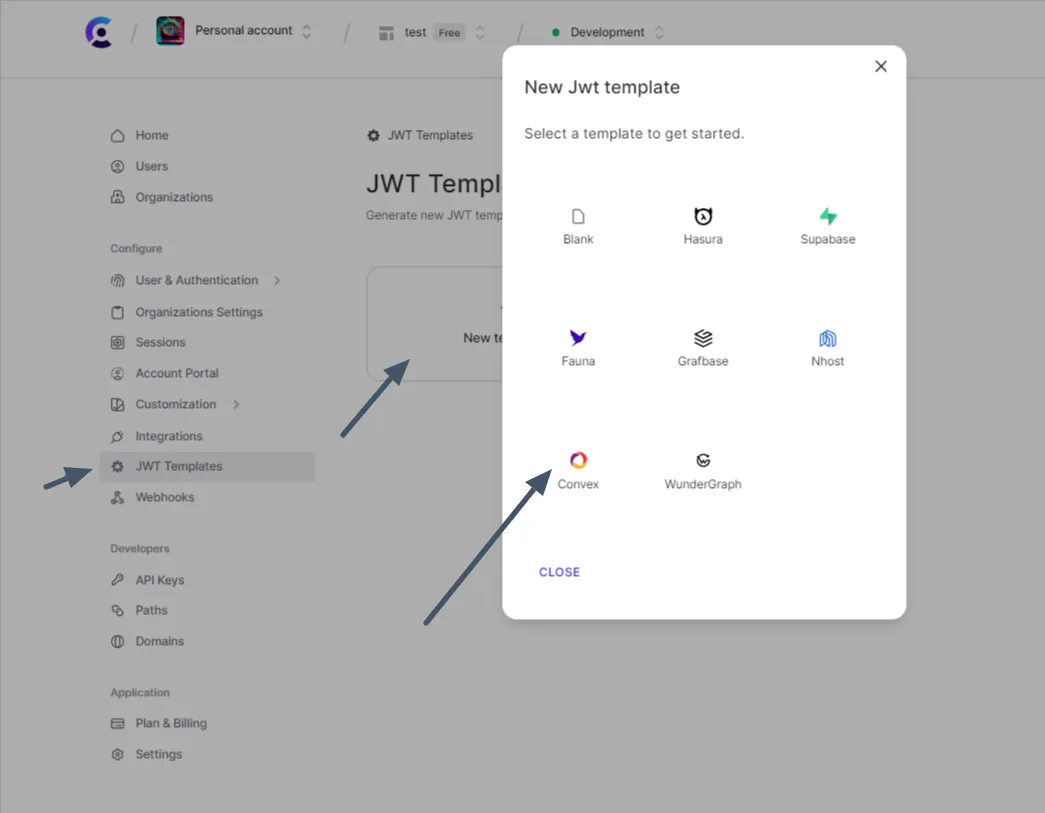 Personal account
test Free
Development
Home
Users
Organizations
Configure
User & Authentication
Organizations Settings
Sessions
Account Portal
Customization
Integrations
JWT Templates
Webhooks
Developers
API Keys
Paths
Domains
Application
Plan & Billing
Settings
JWT Templates
JWT Templ
Generate new JWT temp
New te
New Jwt template
Select a template to get started.
Blank
Hasura
Supabase
Fauna
Grafbase
Nhost
Convex
WunderGraph
CLOSE